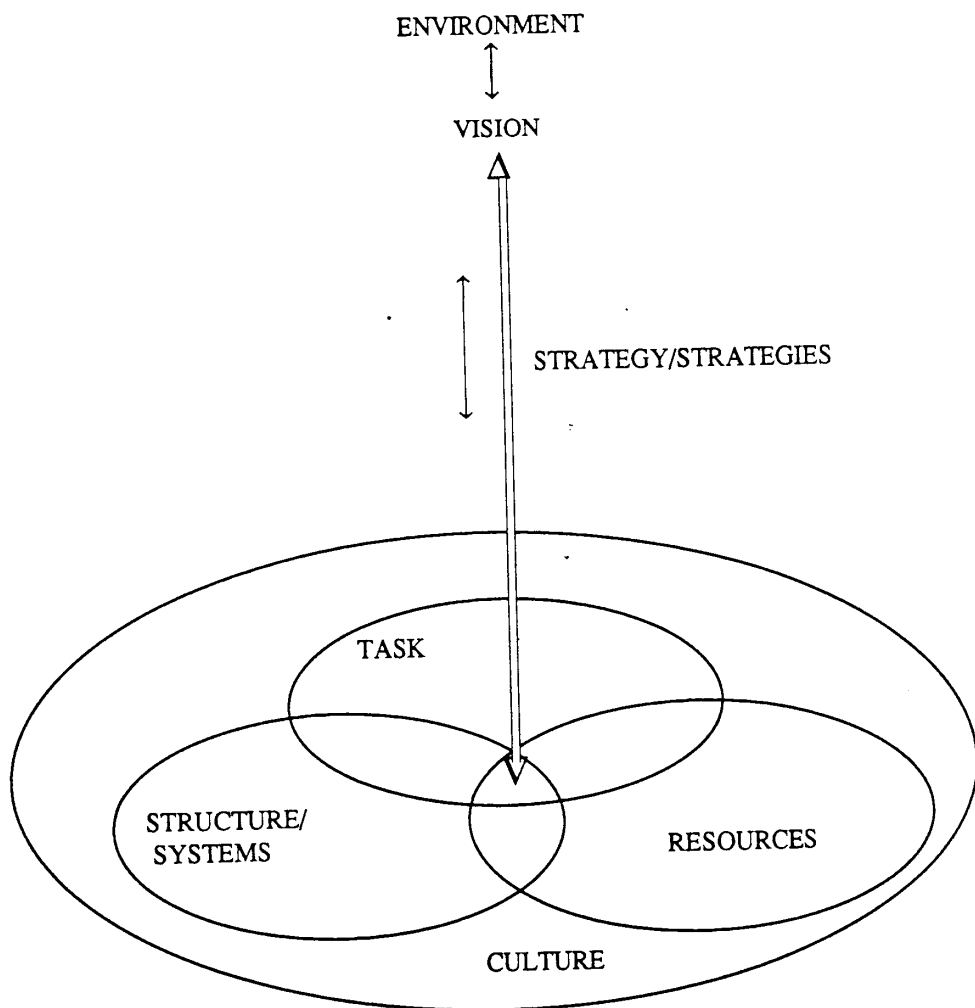 ENVIRONMENT
VISION
STRATEGY/STRATEGIES
TASK
STRUCTURE/
SYSTEMS
RESOURCES
CULTURE